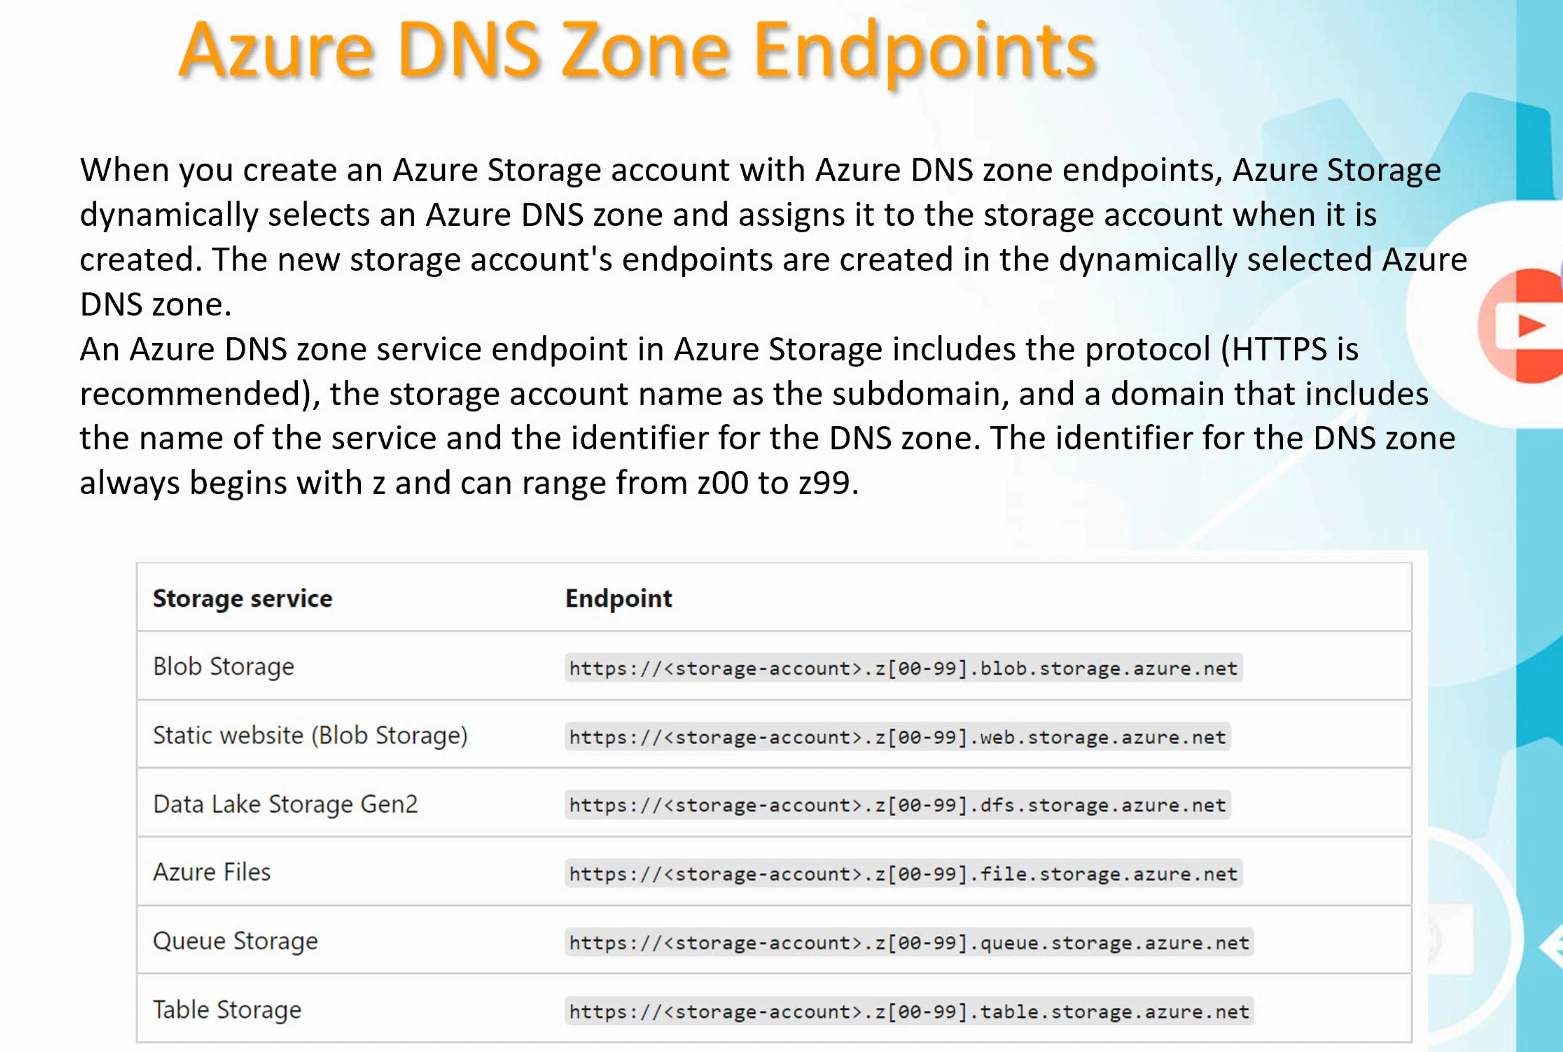 Azure DNS Zone Endpoints
When you create an Azure Storage account with Azure DNS zone endpoints, Azure Storage
dynamically selects an Azure DNS zone and assigns it to the storage account when it is
created. The new storage account's endpoints are created in the dynamically selected Azure
DNS zone.
An Azure DNS zone service endpoint in Azure Storage includes the protocol (HTTPS is
recommended), the storage account name as the subdomain, and a domain that includes
the name of the service and the identifier for the DNS zone. The identifier for the DNS zone
always begins with z and can range from z00 to z99.
Storage service Endpoint
Blob Storage https://<storage-account>.z[00-99].blob.storage.azure.net
Static website (Blob Storage) https://<storage-account>.z[00-99].web.storage.azure.net
Data Lake Storage Gen2 https://<storage-account>.z[00-99].dfs.storage.azure.net
Azure Files https://<storage-account>.z[00-99].file.storage.azure.net
Queue Storage https://<storage-account>.z[00-99].queue.storage.azure.net
Table Storage https://<storage-account>.z[00-99].table.storage.azure.net